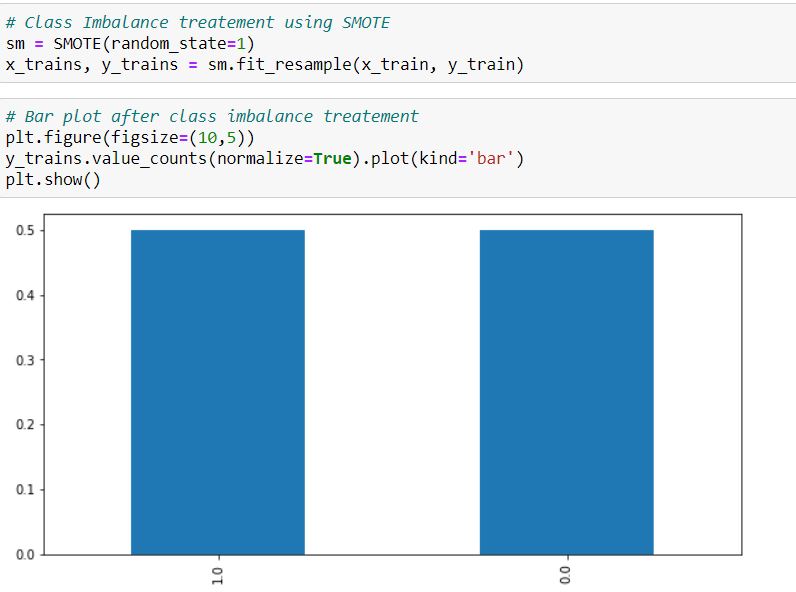 # Class Imbalance treatement using SMOTE
sm = SMOTE(random_state=1)
x_trains, y_trains = sm.fit_resample(x_train, y_train)
# Bar plot after class imbalance treatement
plt.figure(figsize=(10,5))
y_trains.value_counts(normalize=True).plot(kind='bar')
plt.show()
0.5
0.4
0.3
0.2
0.1
0.0
1.0
0.0